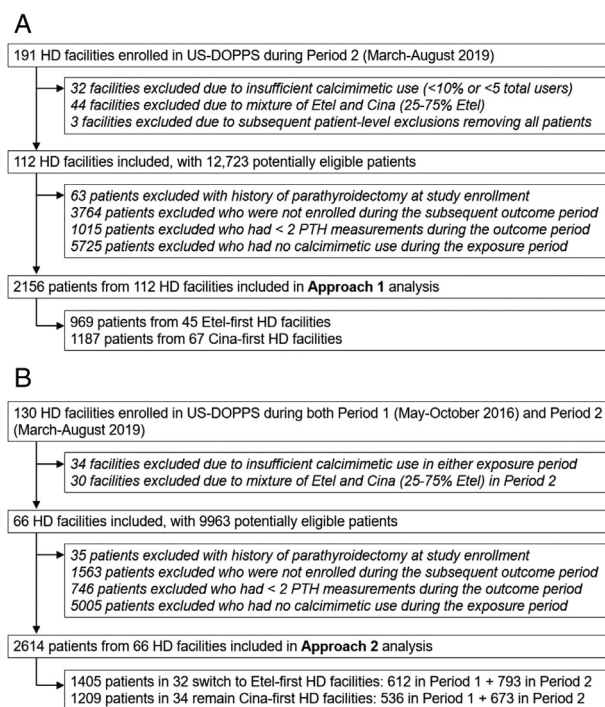 A
191 HD facilities enrolled in US-DOPPS during Period 2 (March-August 2019)
32 facilities excluded due to insufficient calcimimetic use (<10% or <5 total users)
44 facilities excluded due to mixture of Etel and Cina (25-75% Etel)
3 facilities excluded due to subsequent patient-level exclusions removing all patients
112 HD facilities included, with 12,723 potentially eligible patients
63 patients excluded with history of parathyroidectomy at study enrollment
3764 patients excluded who were not enrolled during the subsequent outcome period
1015 patients excluded who had < 2 PTH measurements during the outcome period
5725 patients excluded who had no calcimimetic use during the exposure period
2156 patients from 112 HD facilities included in Approach 1 analysis
969 patients from 45 Etel-first HD facilities
1187 patients from 67 Cina-first HD facilities
B
130 HD facilities enrolled in US-DOPPS during both Period 1 (May-October 2016) and Period 2
(March-August 2019)
34 facilities excluded due to insufficient calcimimetic use in either exposure period
30 facilities excluded due to mixture of Etel and Cina (25-75% Etel) in Period 2
66 HD facilities included, with 9963 potentially eligible patients
35 patients excluded with history of parathyroidectomy at study enrollment
1563 patients excluded who were not enrolled during the subsequent outcome period
746 patients excluded who had < 2 PTH measurements during the outcome period
5005 patients excluded who had no calcimimetic use during the exposure period
2614 patients from 66 HD facilities included in Approach 2 analysis
1405 patients in 32 switch to Etel-first HD facilities: 612 in Period 1 + 793 in Period 2
1209 patients in 34 remain Cina-first HD facilities: 536 in Period 1 + 673 in Period 2